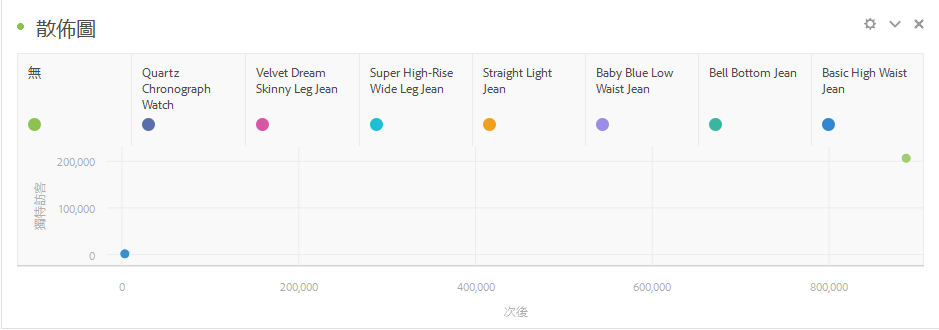 散佈圖
無
Quartz
Chronograph
Watch
Velvet Dream
Skinny Leg Jean
Super High-Rise
Wide Leg Jean
Straight Light
Jean
Baby Blue Low
Waist Jean
Bell Bottom Jean
Basic High Waist
Jean
200,000
100,000
0
獨特訪客
0
200,000
400,000
600,000
800,000
次後